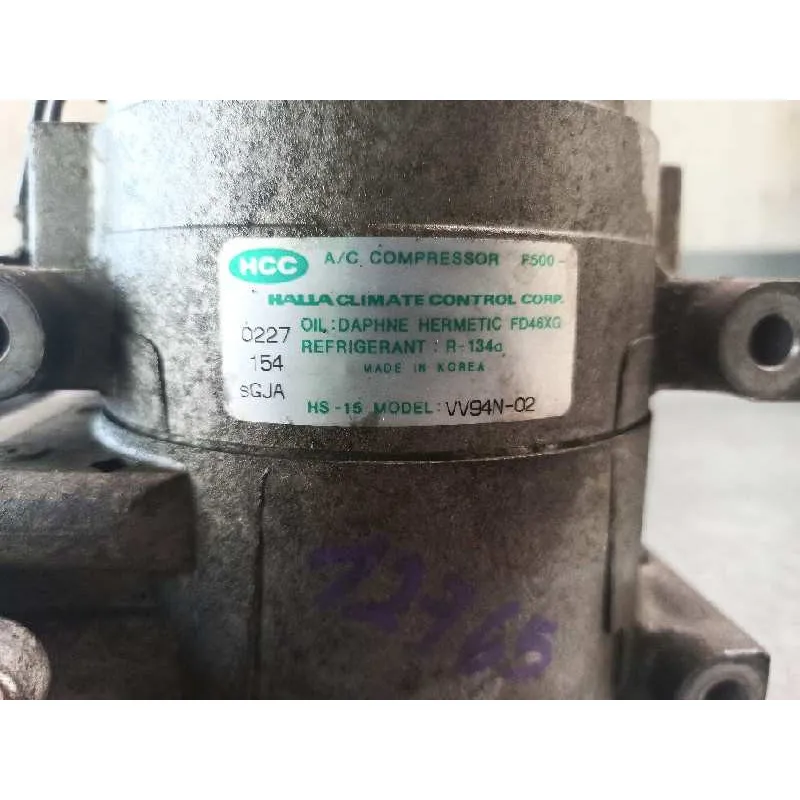 HCC A/C COMPRESSOR F500-
HALLA CLIMATE CONTROL CORP.
OIL: DAPHNE HERMETIC FD46XG
0227
REFRIGERANT: R-134a
154
MADE IN KOREA
sGJA
HS-15 MODEL: VV94N-02